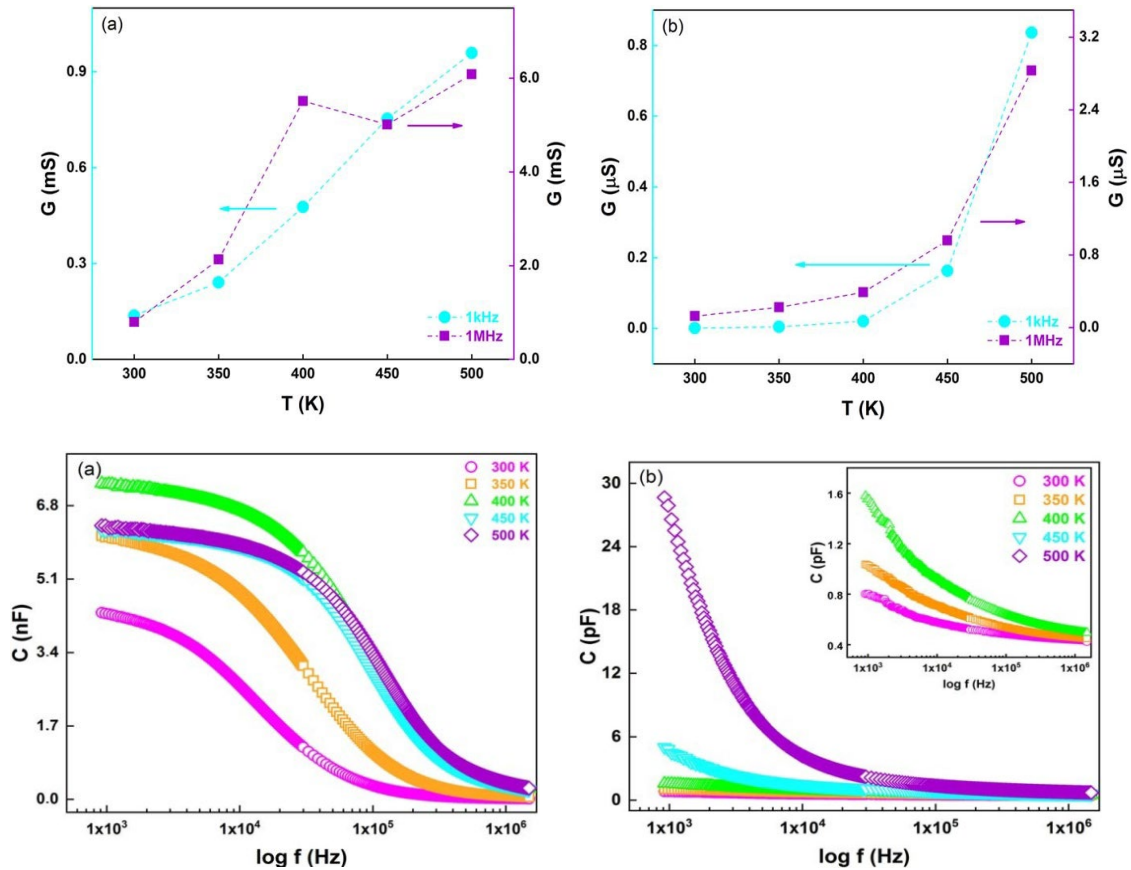 (a)
G (mS)
0.9
0.6
0.3
0.0
6.0
4.0
2.0
0.0
G (mS)
1kHz
1MHz
300 350 400 450 500
T (K)
(b)
G (μS)
0.8
0.6
0.4
0.2
0.0
3.2
2.4
1.6
0.8
0.0
G (μS)
1kHz
1MHz
300 350 400 450 500
T (K)
(a)
C (nF)
6.8
5.1
3.4
1.7
0.0
300 K
350 K
400 K
450 K
500 K
1x10³ 1x10⁴ 1x10⁵ 1x10⁶
log f (Hz)
(b)
C (pF)
30
24
18
12
6
0
C (pF)
1.6
1.2
0.8
0.4
1x10³ 1x10⁴ 1x10⁵ 1x10⁶
log f (Hz)
300 K
350 K
400 K
450 K
500 K
1x10³ 1x10⁴ 1x10⁵ 1x10⁶
log f (Hz)